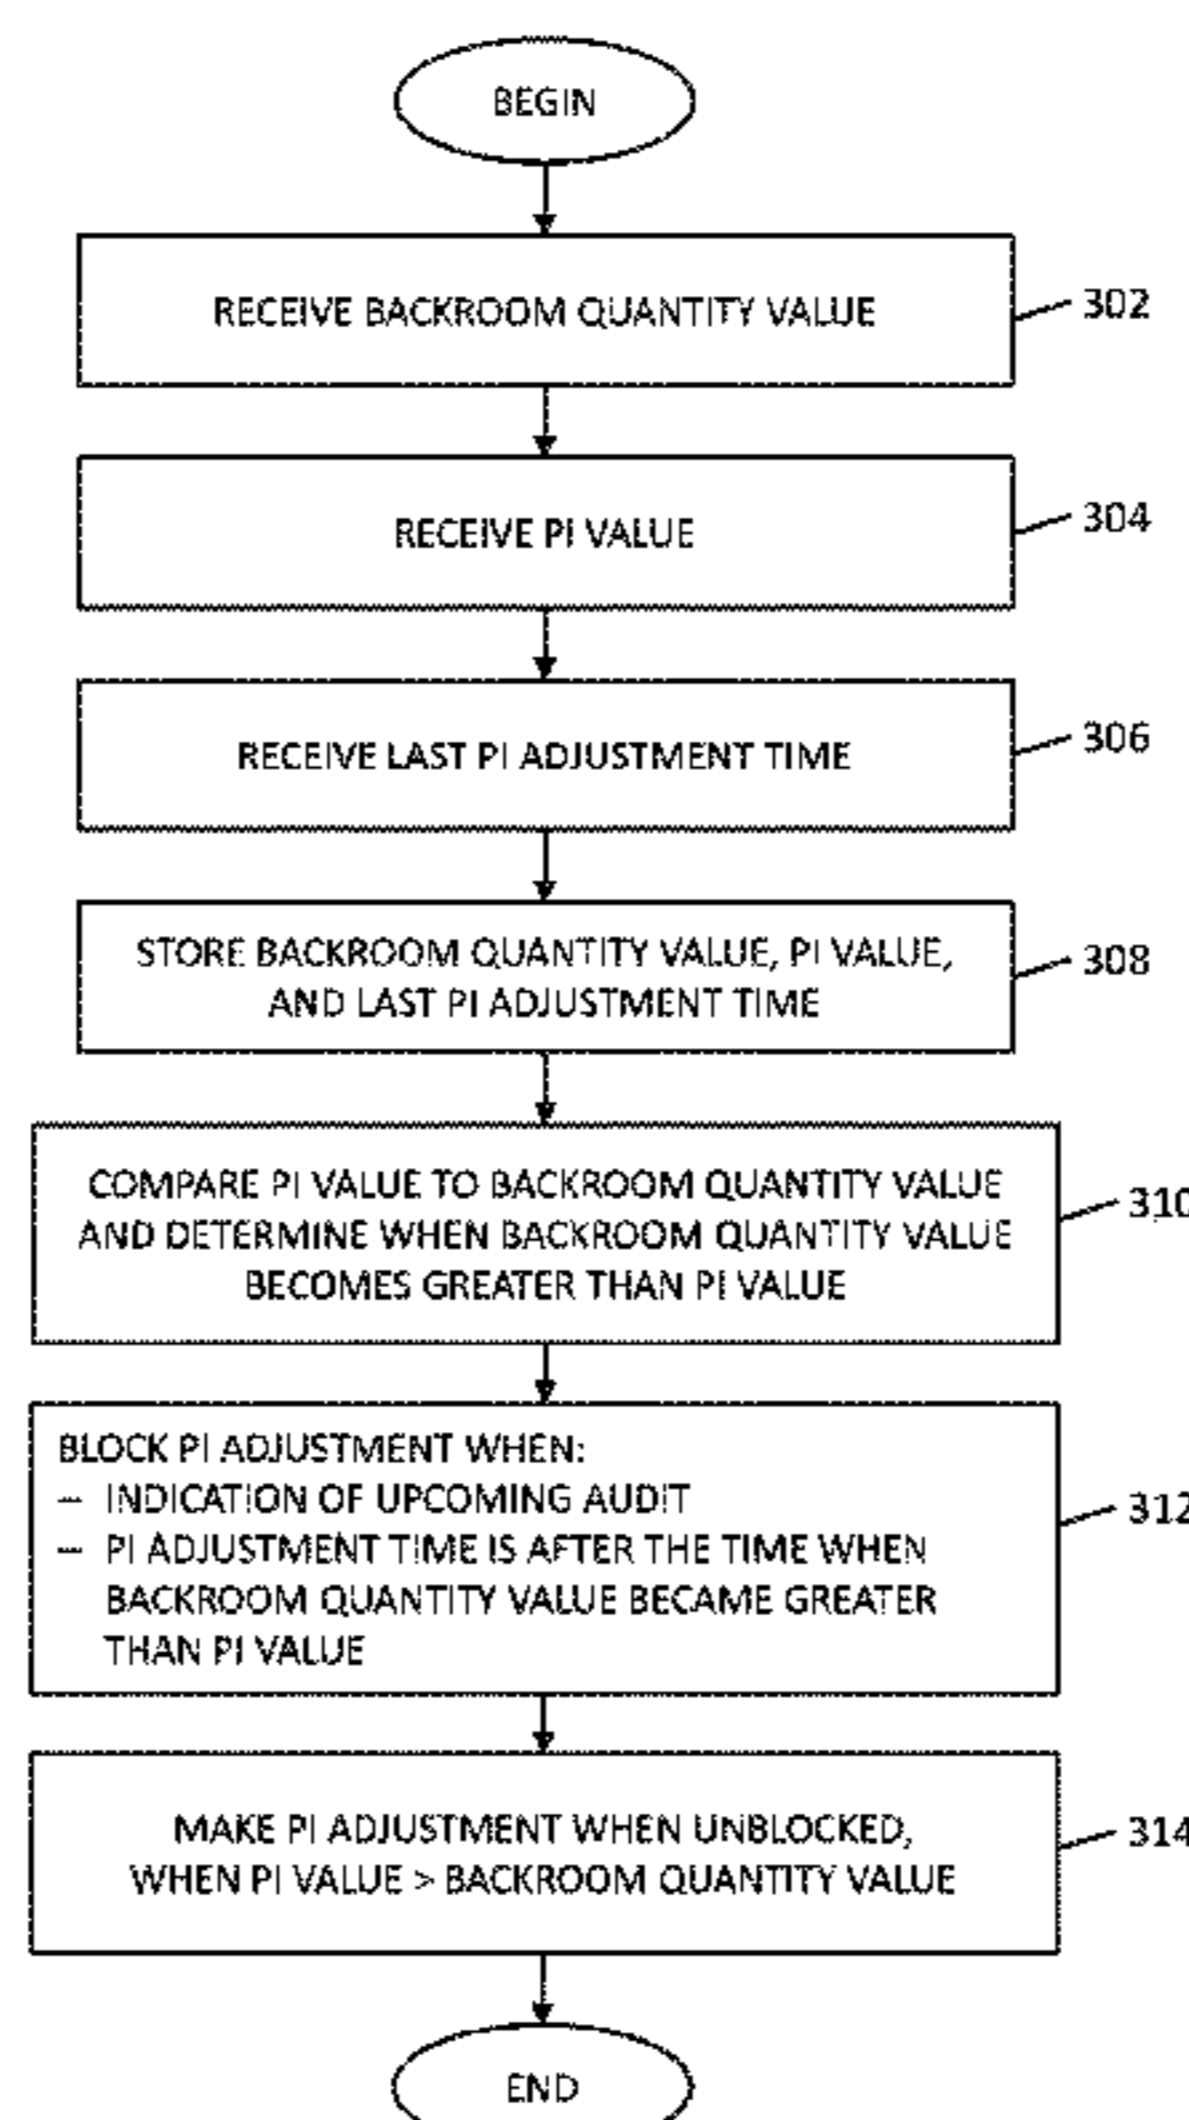 BEGIN
RECEIVE BACKROOM QUANTITY VALUE
302
RECEIVE PI VALUE
304
RECEIVE LAST PI ADJUSTMENT TIME
306
STORE BACKROOM QUANTITY VALUE, PI VALUE,
AND LAST PI ADJUSTMENT TIME
308
COMPARE PI VALUE TO BACKROOM QUANTITY VALUE
AND DETERMINE WHEN BACKROOM QUANTITY VALUE
BECOMES GREATER THAN PI VALUE
310
BLOCK PI ADJUSTMENT WHEN:
– INDICATION OF UPCOMING AUDIT
– PI ADJUSTMENT TIME IS AFTER THE TIME WHEN
BACKROOM QUANTITY VALUE BECAME GREATER
THAN PI VALUE
312
MAKE PI ADJUSTMENT WHEN UNBLOCKED,
WHEN PI VALUE > BACKROOM QUANTITY VALUE
314
END